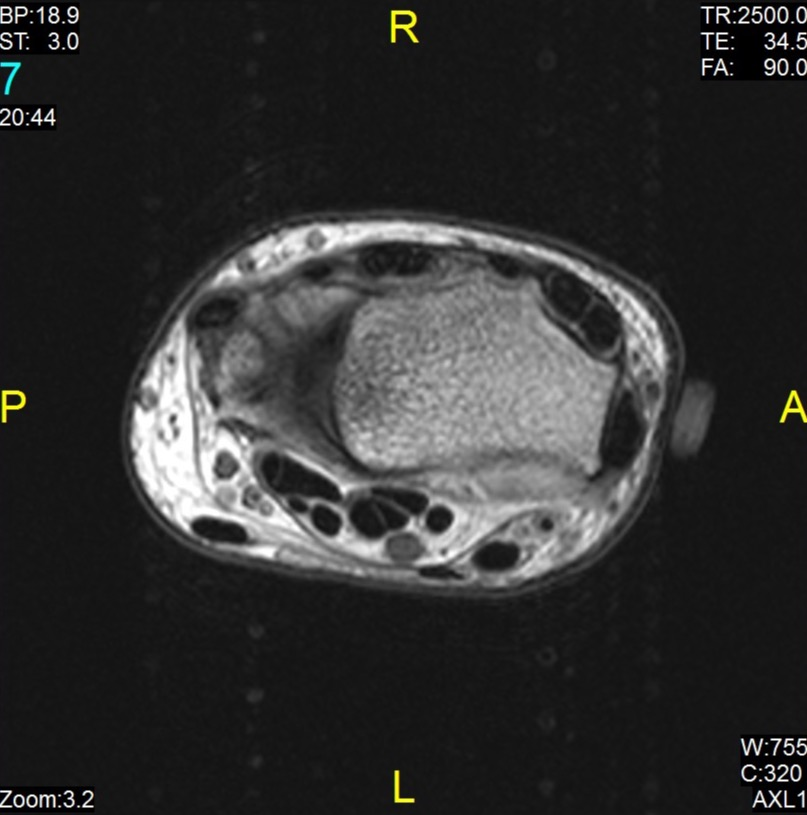 BP:18.9
ST: 3.0
7
20:44
R
TR:2500.0
TE: 34.5
FA: 90.0
P
A
L
Zoom:3.2
W:755
C:320
AXL1